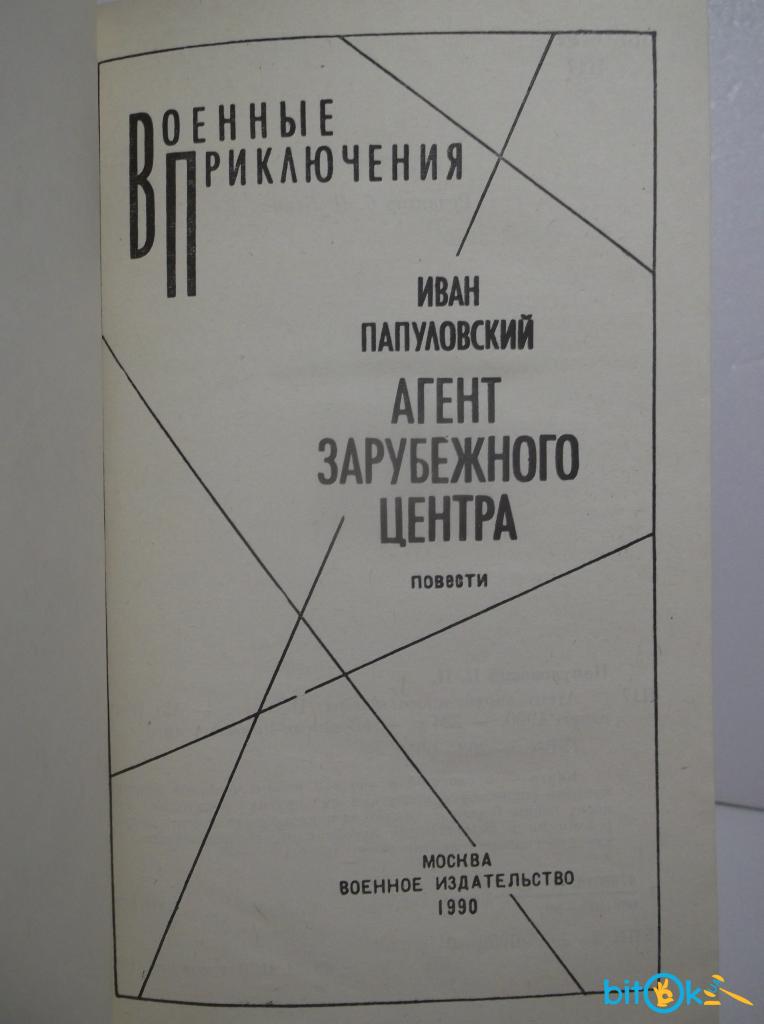 ВОЕННЫЕ
ПРИКЛЮЧЕНИЯ
ИВАН
ПАПУЛОВСКИЙ
АГЕНТ
ЗАРУБЕЖНОГО
ЦЕНТРА
ПОВЕСТИ
МОСКВА
ВОЕННОЕ ИЗДАТЕЛЬСТВО
1990
bitOk